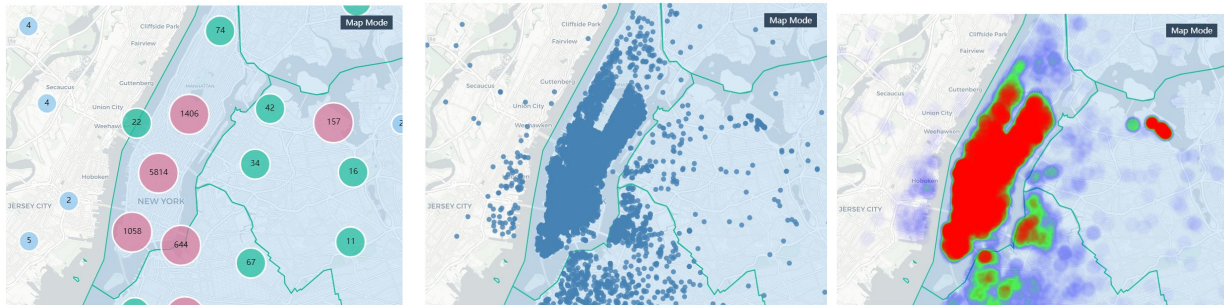 4
Cliffside Park
74
Map Mode
Fairview
Secaucus
Guttenberg
MANHATTAN
4
Union City
1406
42
157
2
22
Weehawken
5814
34
16
Hoboken
2
NEW YORK
JERSEY CITY
5
1058
644
11
67
Cliffside Park
Map Mode
Fairview
Guttenberg
Secaucus
Union City
Weehawken
Hoboken
JERSEY CITY
Cliffside Park
Map Mode
Fairview
Guttenberg
Secaucus
Union City
Weehawken
Hoboken
JERSEY CITY